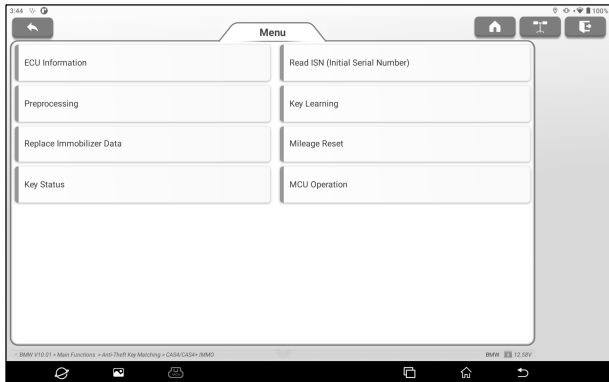 3:44 100%
Menu
ECU Information
Read ISN (Initial Serial Number)
Preprocessing
Key Learning
Replace Immobilizer Data
Mileage Reset
Key Status
MCU Operation
BMW V10.01 > Main Functions > Anti-Theft Key Matching > CAS4/CAS4+ IMMO
BMW 12.58V